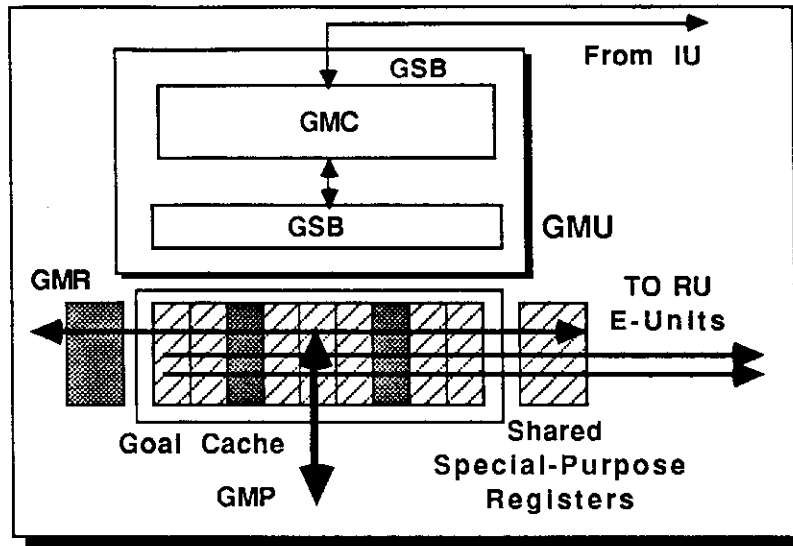 From IU
GSB
GMC
GSB
GMU
GMR
TO RU
E-Units
Goal Cache
Shared
Special-Purpose
Registers
GMP